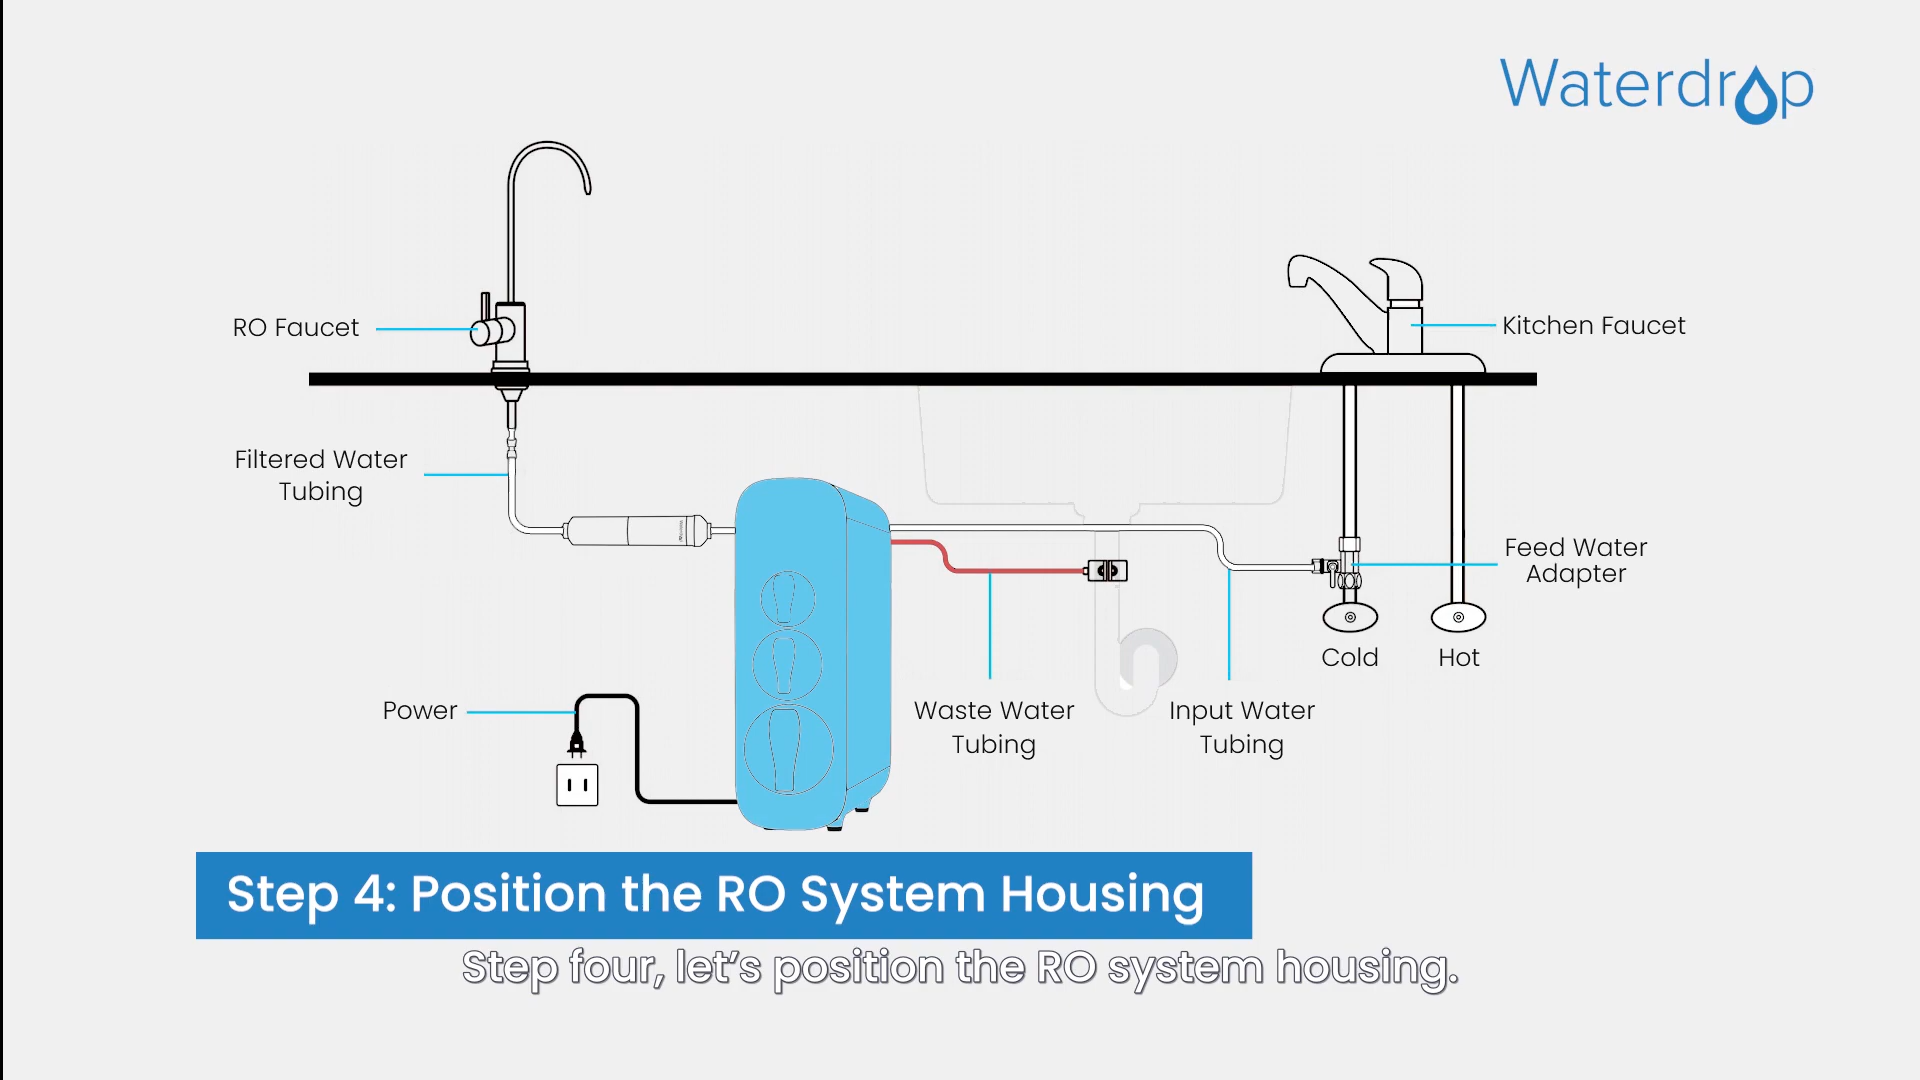 Waterdrop
RO Faucet
Kitchen Faucet
Filtered Water
Tubing
Feed Water
Adapter
Cold
Hot
Power
Waste Water
Tubing
Input Water
Tubing
Step 4: Position the RO System Housing
Step four, let's position the RO system housing.